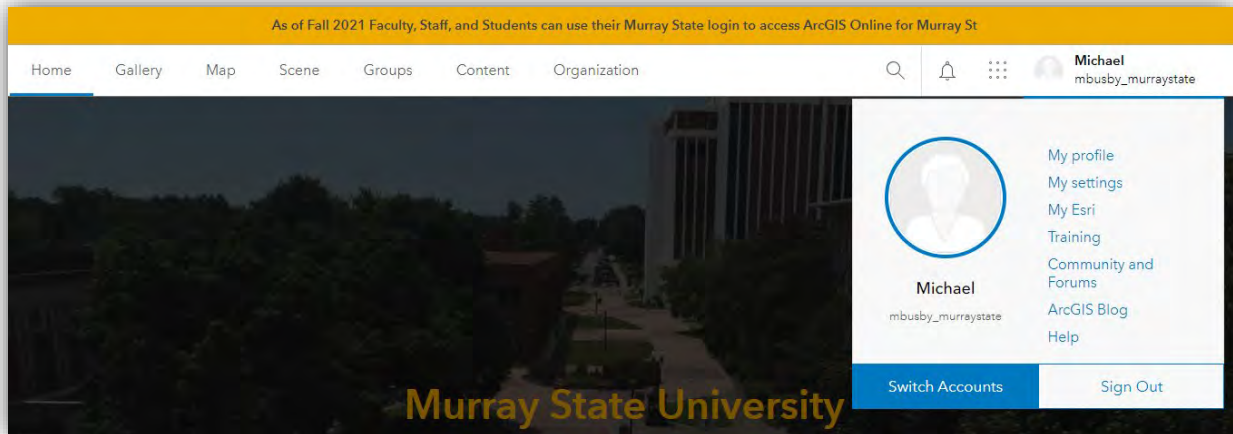 As of Fall 2021 Faculty, Staff, and Students can use their Murray State login to access ArcGIS Online for Murray St
Home Gallery Map Scene Groups Content Organization
Michael
mbusby_murraystate
My profile
My settings
My Esri
Training
Community and
Forums
ArcGIS Blog
Help
Michael
mbusby_murraystate
Switch Accounts Sign Out
Murray State University